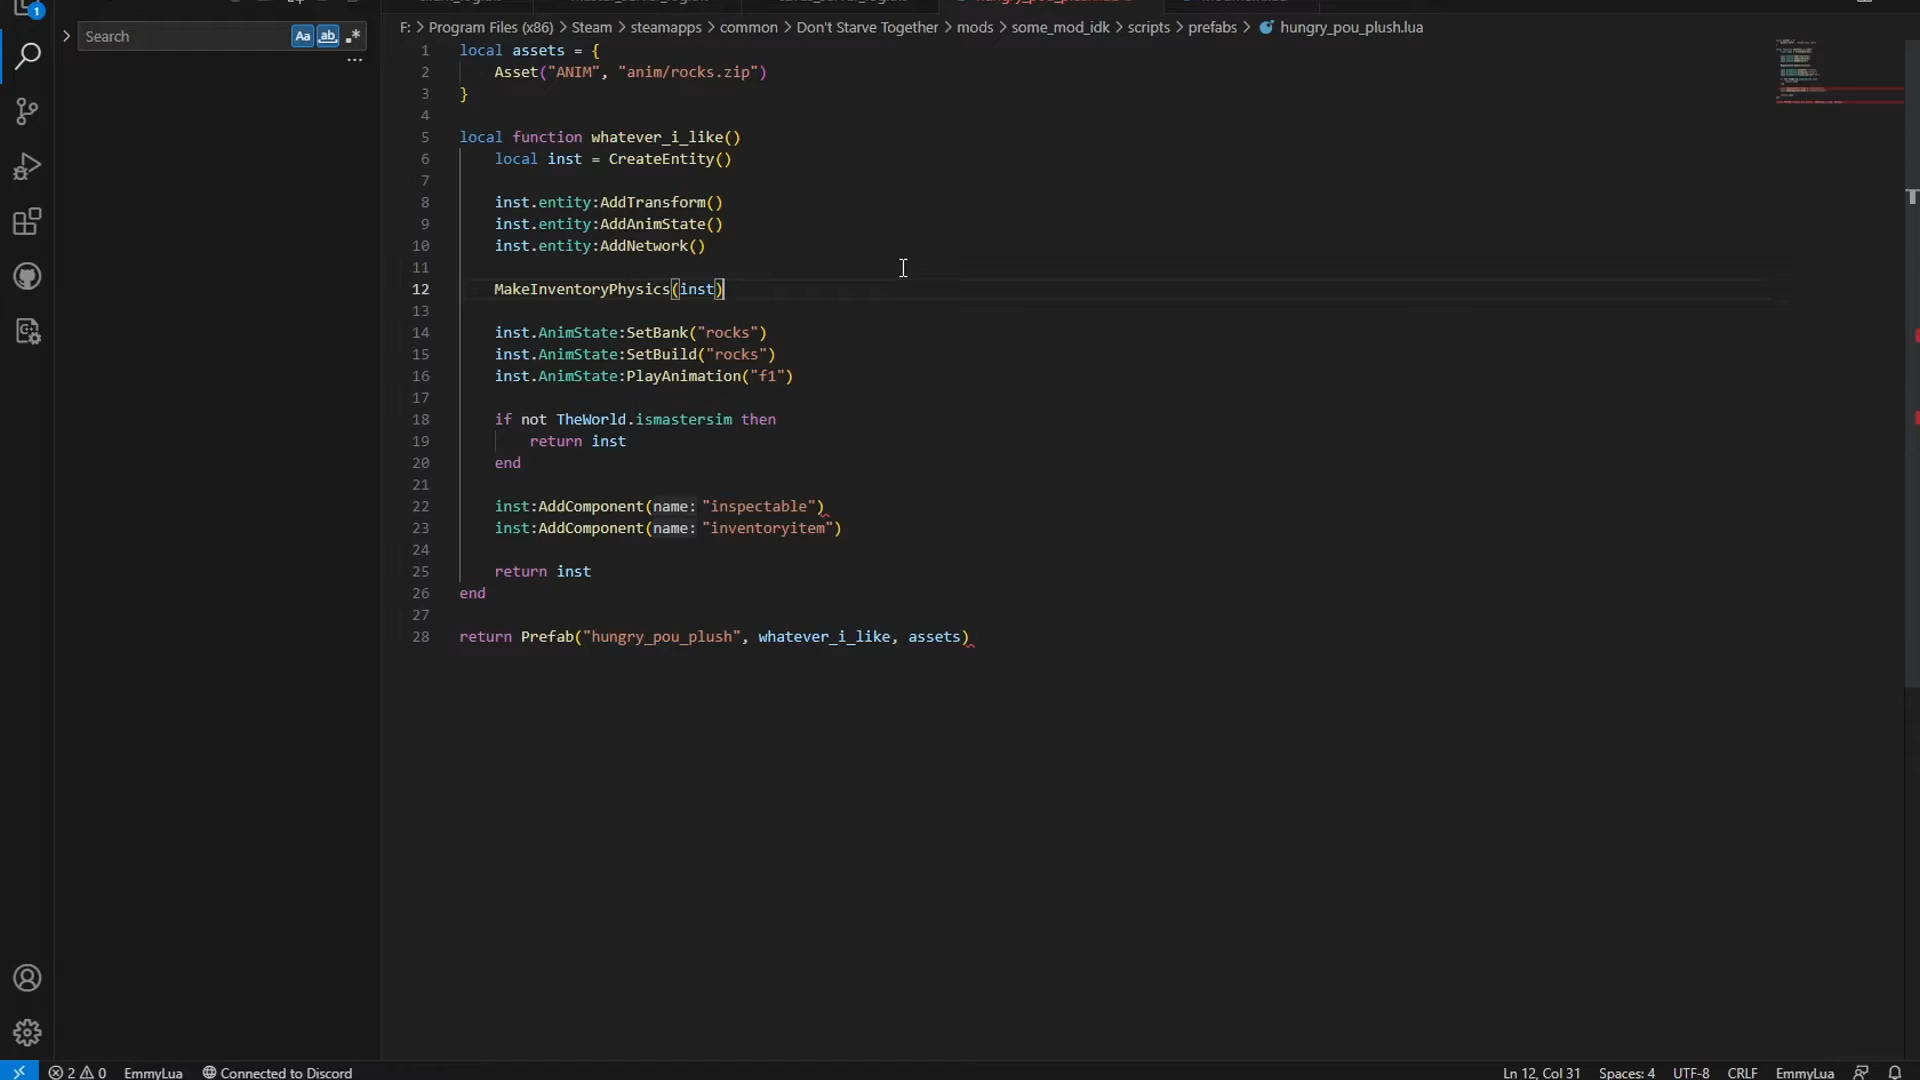 1
Search
Aa
ab
F: > Program Files (x86) > Steam > steamapps > common > Don't Starve Together > mods > some_mod_idk > scripts > prefabs > hungry_pou_plush.lua
1 local assets = {
2     Asset("ANIM", "anim/rocks.zip")
3 }
4
5 local function whatever_i_like()
6     local inst = CreateEntity()
7
8     inst.entity:AddTransform()
9     inst.entity:AddAnimState()
10     inst.entity:AddNetwork()
11
12     MakeInventoryPhysics(inst)
13
14     inst.AnimState:SetBank("rocks")
15     inst.AnimState:SetBuild("rocks")
16     inst.AnimState:PlayAnimation("f1")
17
18     if not TheWorld.ismastersim then
19         return inst
20     end
21
22     inst:AddComponent(name: "inspectable")
23     inst:AddComponent(name: "inventoryitem")
24
25     return inst
26 end
27
28 return Prefab("hungry_pou_plush", whatever_i_like, assets)
2 0 EmmyLua Connected to Discord Ln 12, Col 31 Spaces: 4 UTF-8 CRLF EmmyLua